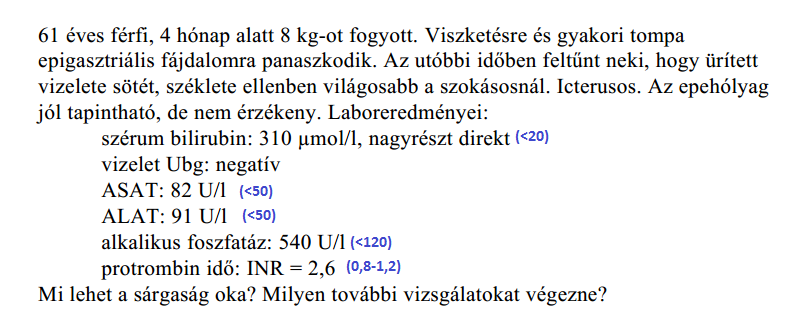 61 éves férfi, 4 hónap alatt 8 kg-ot fogyott. Viszketésre és gyakori tompa
epigasztriális fájdalomra panaszkodik. Az utóbbi időben feltűnt neki, hogy ürített
vizelete sötét, széklete ellenben világosabb a szokásosnál. Icterusos. Az epehólyag
jól tapintható, de nem érzékeny. Laboreredményei:
szérum bilirubin: 310 μmol/l, nagyrészt direkt (<20)
vizelet Ubg: negatív
ASAT: 82 U/l (<50)
ALAT: 91 U/l (<50)
alkalikus foszfatáz: 540 U/l (<120)
protrombin idő: INR = 2,6 (0,8-1,2)
Mi lehet a sárgaság oka? Milyen további vizsgálatokat végezne?